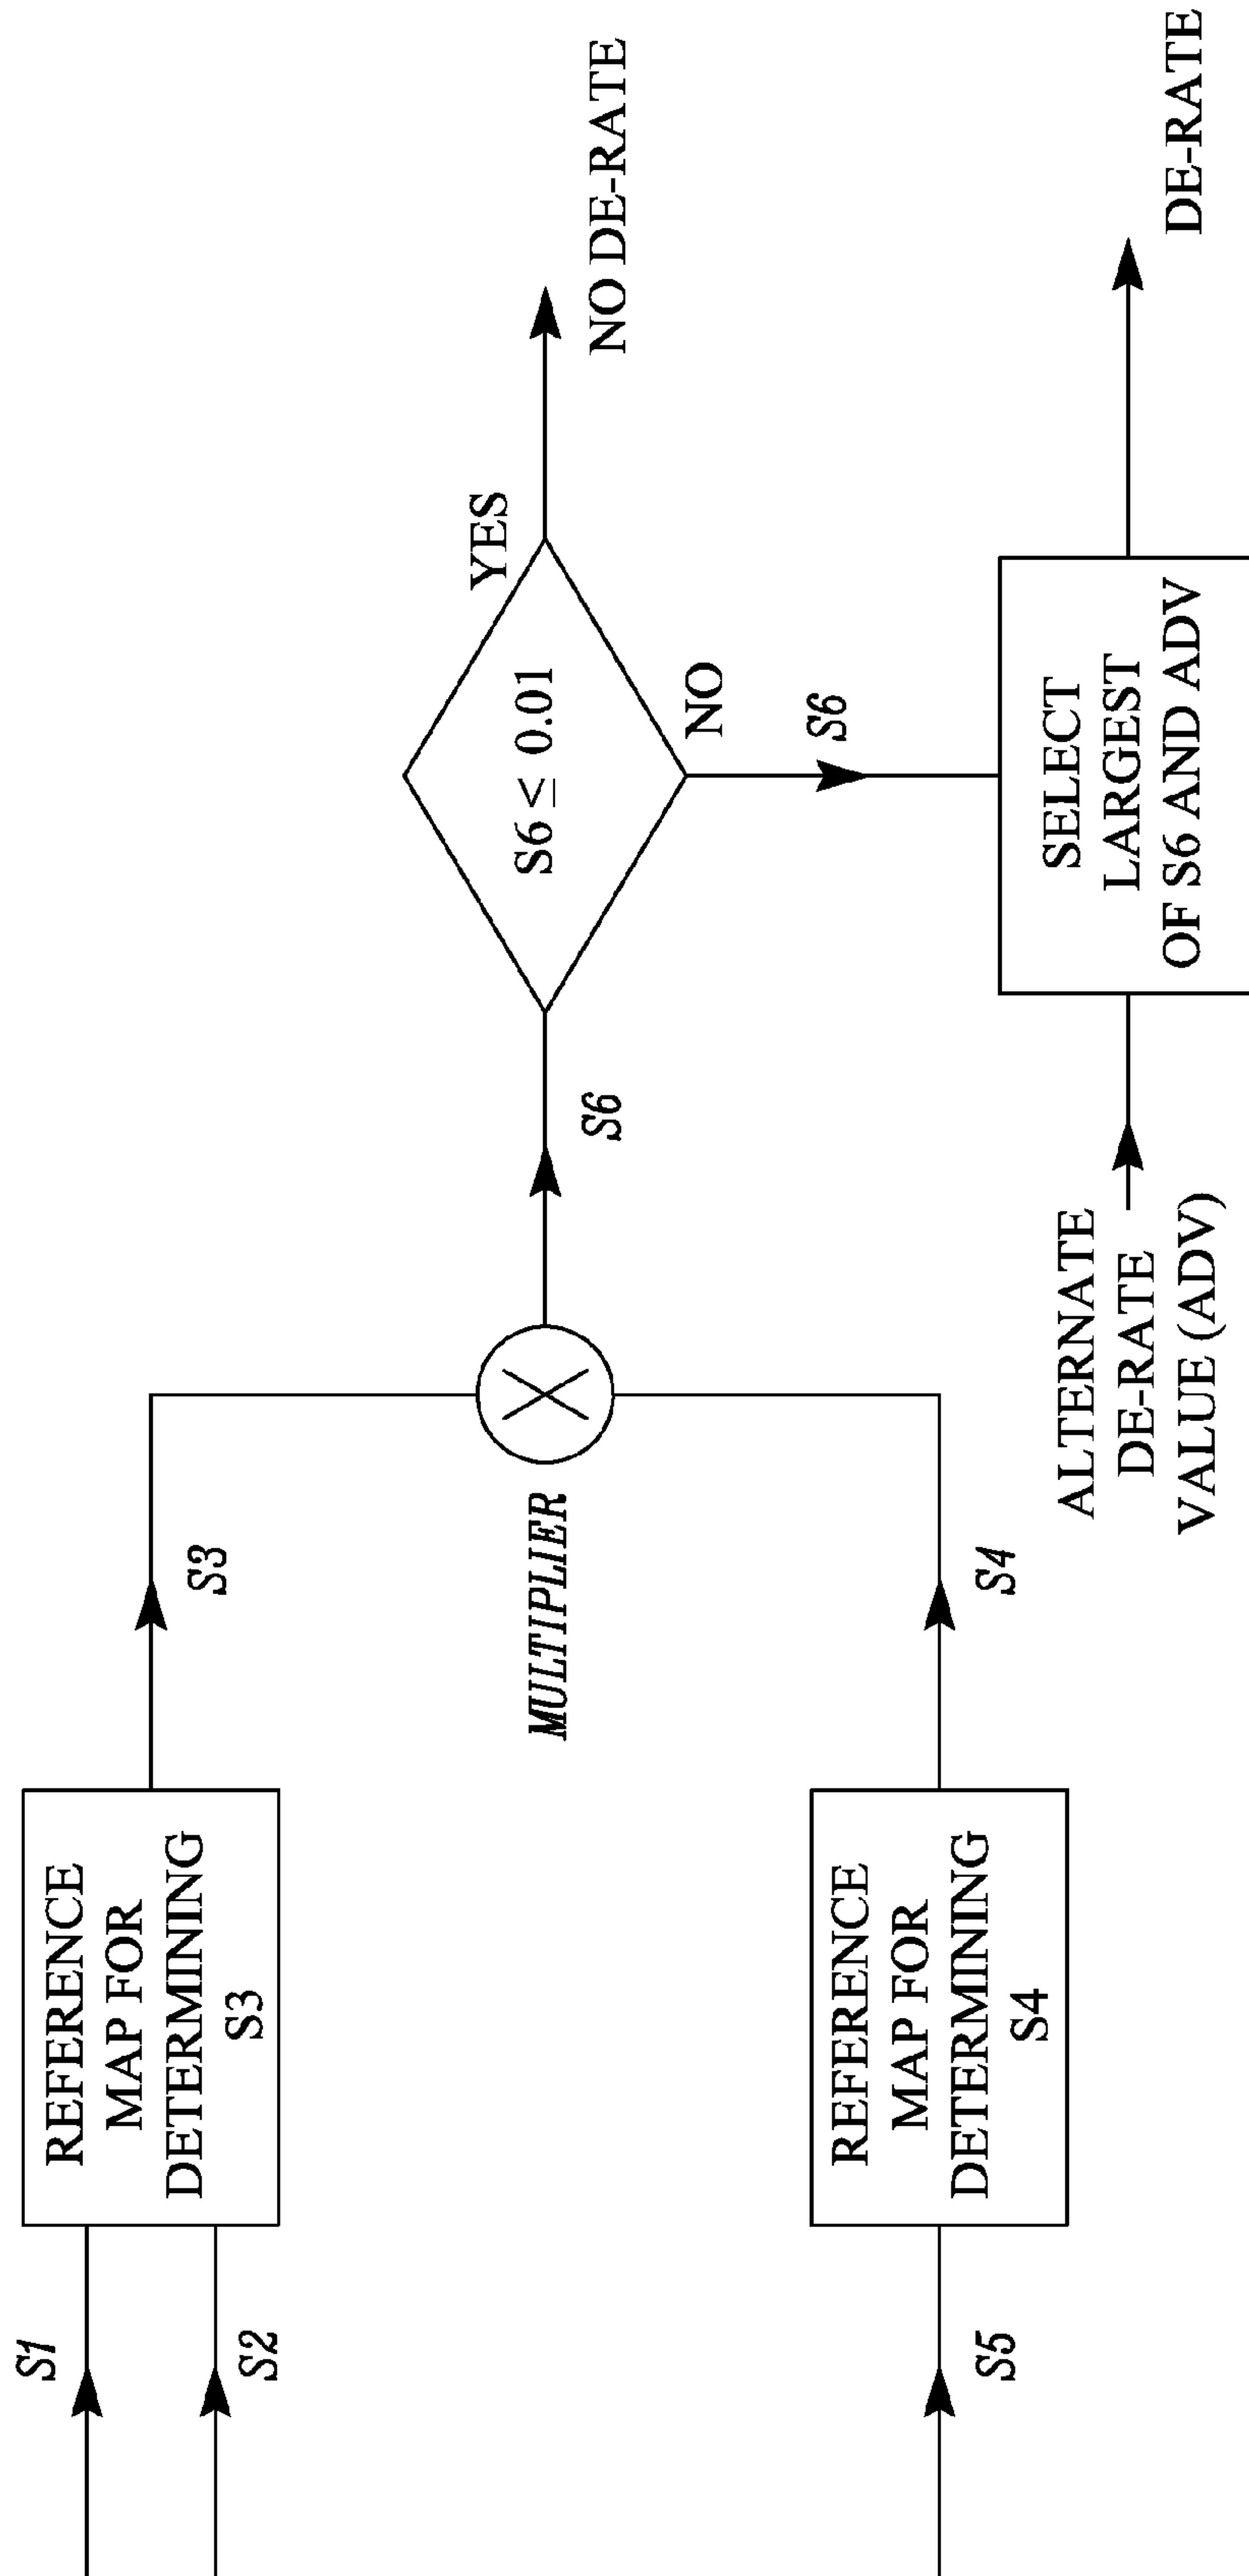 S1
S2
REFERENCE
MAP FOR
DETERMINING
S3
S3
MULTIPLIER
S6
S6 ≤ 0.01
YES
NO DE-RATE
NO
S6
S5
REFERENCE
MAP FOR
DETERMINING
S4
S4
ALTERNATE
DE-RATE
VALUE (ADV)
SELECT
LARGEST
OF S6 AND ADV
DE-RATE